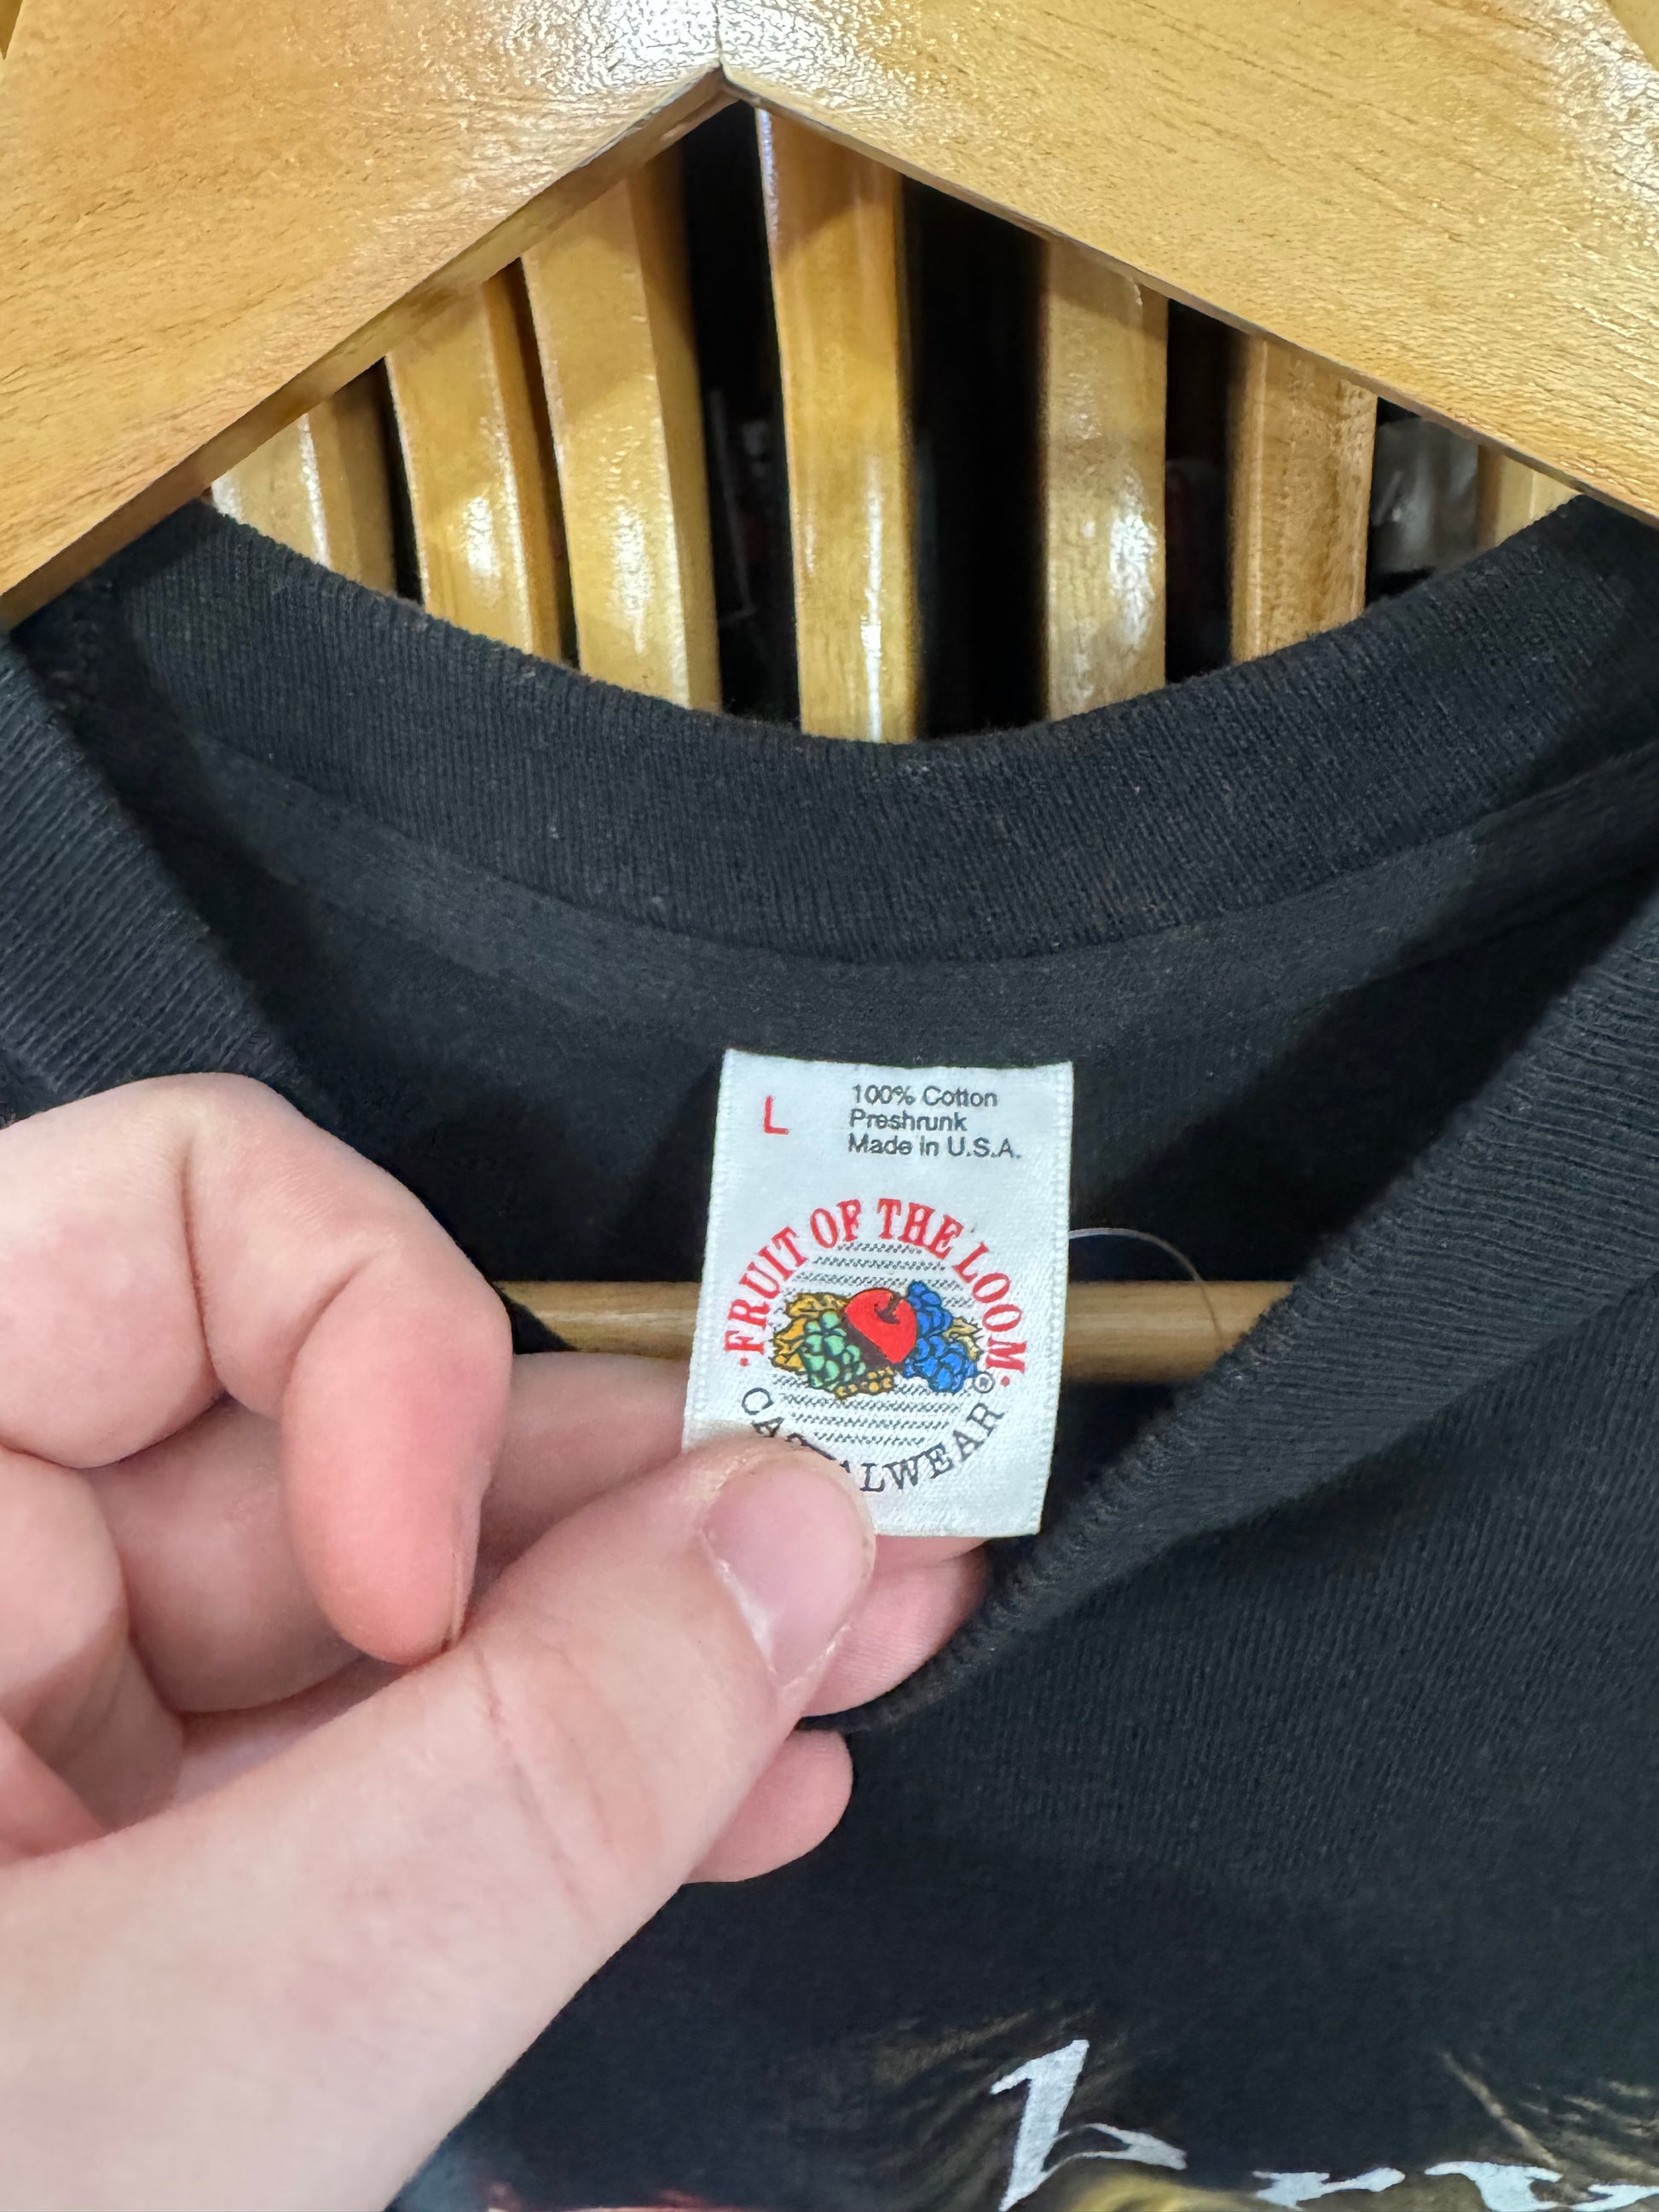 L
100% Cotton
Preshrunk
Made in U.S.A.
·FRUIT OF THE LOOM·
®